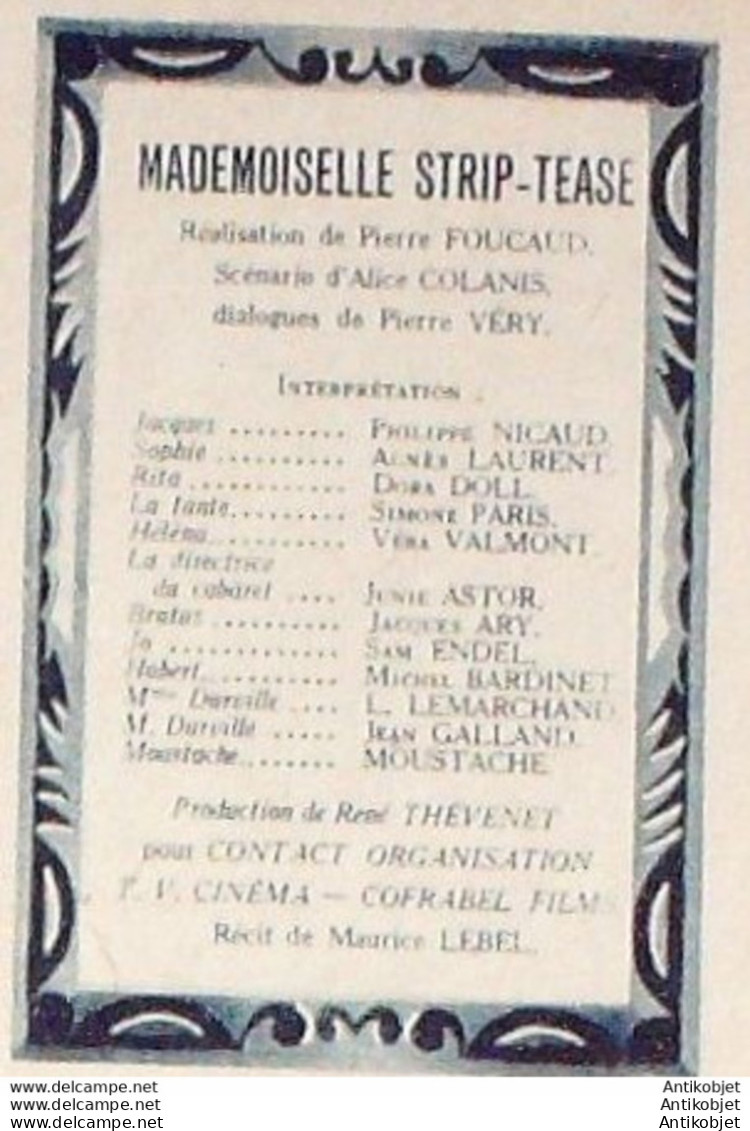 MADEMOISELLE STRIP-TEASE
Réalisation de Pierre FOUCAUD.
Scénario d'Alice COLANIS,
dialogues de Pierre VÉRY.
INTERPRÉTATION :
Jacques ......... PHILIPPE NICAUD.
Sophie .......... AGNÈS LAURENT.
Rita ............ DORA DOLL.
La tante......... SIMONE PARIS.
Héléna........... VÉRA VALMONT.
La directrice
du cabaret .... JUNIE ASTOR.
Brutus .......... JACQUES ARY.
Jo ............. SAM ENDEL.
Hubert........... MICHEL BARDINET
Mme Durville .... L. LEMARCHAND.
M. Durville ..... JEAN GALLAND.
Moustache........ MOUSTACHE
Production de René THÉVENET
pour CONTACT ORGANISATION
T. V. CINÉMA — COFRABEL FILMS
Récit de Maurice LEBEL.
delcampe.net
delcampe.net
delcampe.net
Antikobjet
Antikobjet
Antikobjet